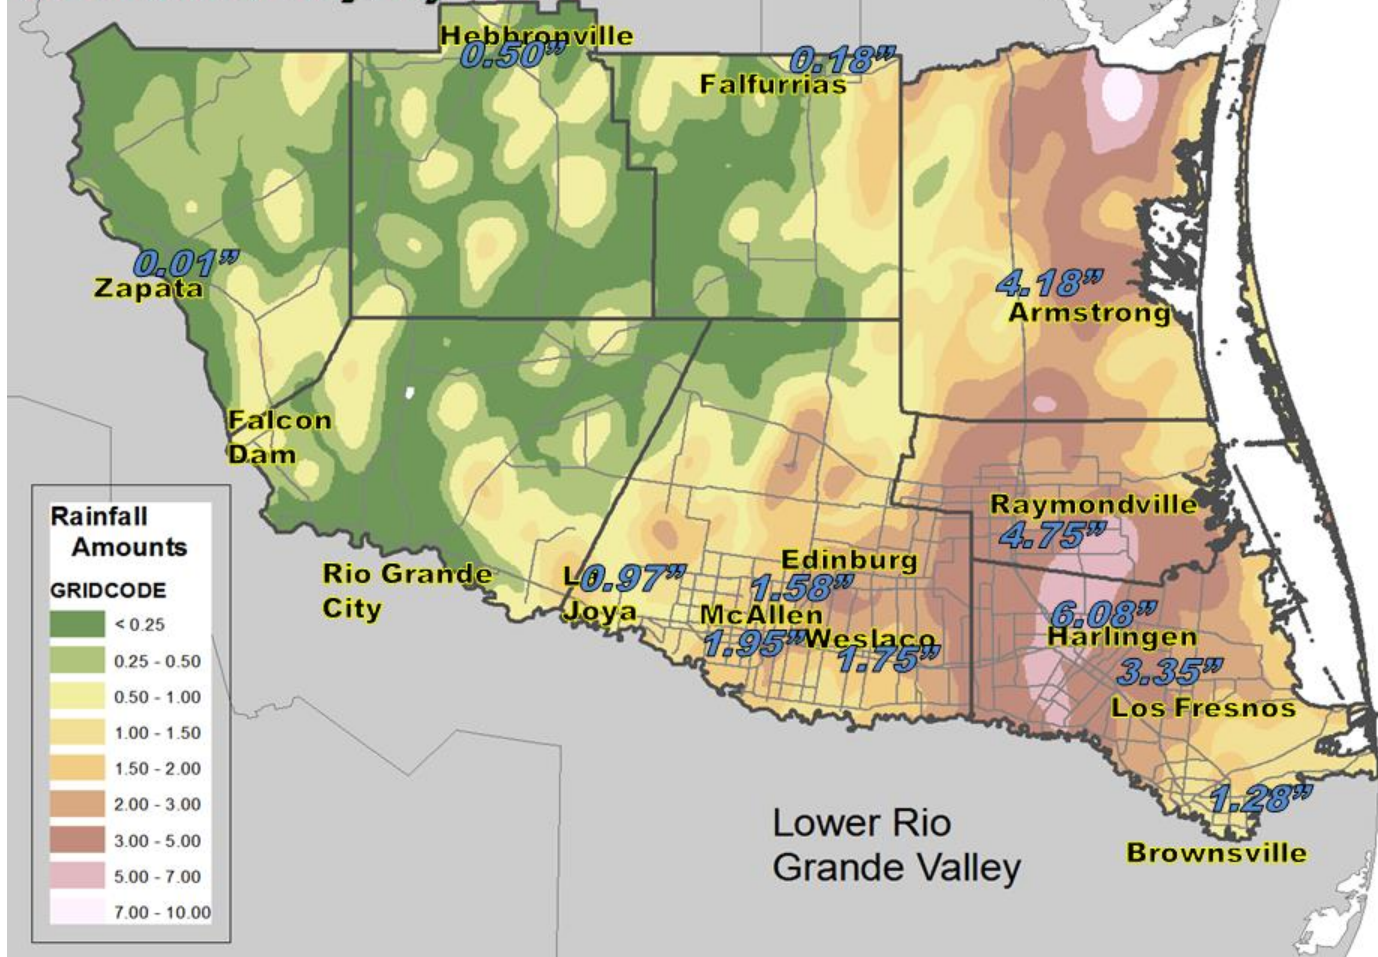 Hebbronville
0.50”
0.18”
Falfurrias
0.01”
Zapata
4.18”
Armstrong
Falcon
Dam
Raymondville
4.75”
Edinburg
Rio Grande
City
La
0.97”
Joya
1.58”
McAllen
1.95”
Weslaco
1.75”
6.08”
Harlingen
3.35”
Los Fresnos
1.28”
Brownsville
Lower Rio
Grande Valley
Rainfall
Amounts
GRIDCODE
< 0.25
0.25 - 0.50
0.50 - 1.00
1.00 - 1.50
1.50 - 2.00
2.00 - 3.00
3.00 - 5.00
5.00 - 7.00
7.00 - 10.00